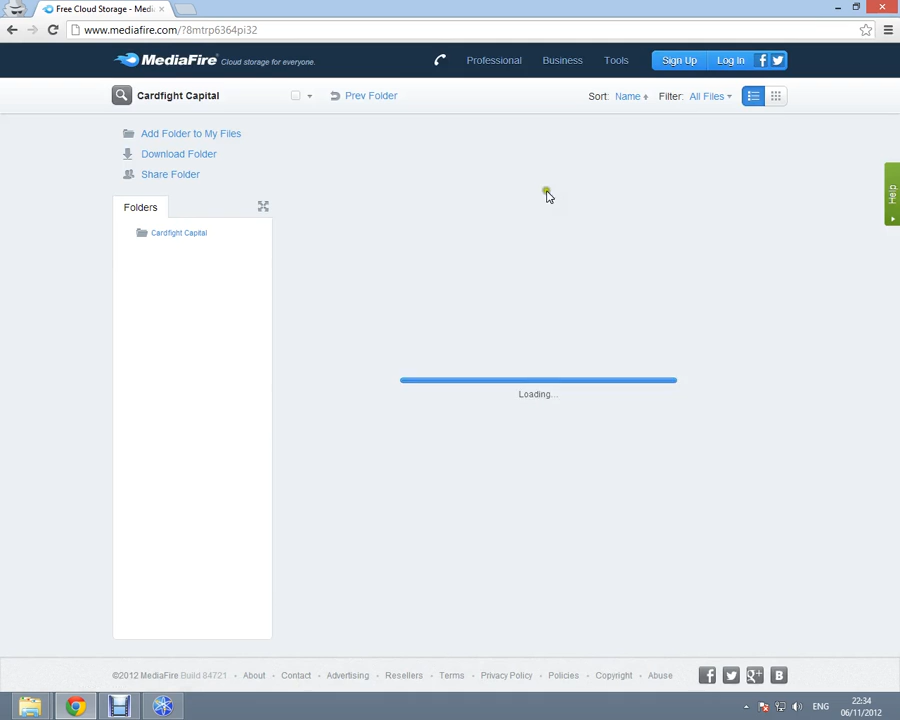 Free Cloud Storage - Medi
www.mediafire.com/?8mtrp6364pi32
MediaFire Cloud storage for everyone.
Professional Business Tools Sign Up Log In
Cardfight Capital Prev Folder Sort: Name Filter: All Files
Add Folder to My Files
Download Folder
Share Folder
Help
Folders
Cardfight Capital
Loading...
©2012 MediaFire Build 84721 • About • Contact • Advertising • Resellers • Terms • Privacy Policy • Policies • Copyright • Abuse
ENG
22:34
06/11/2012